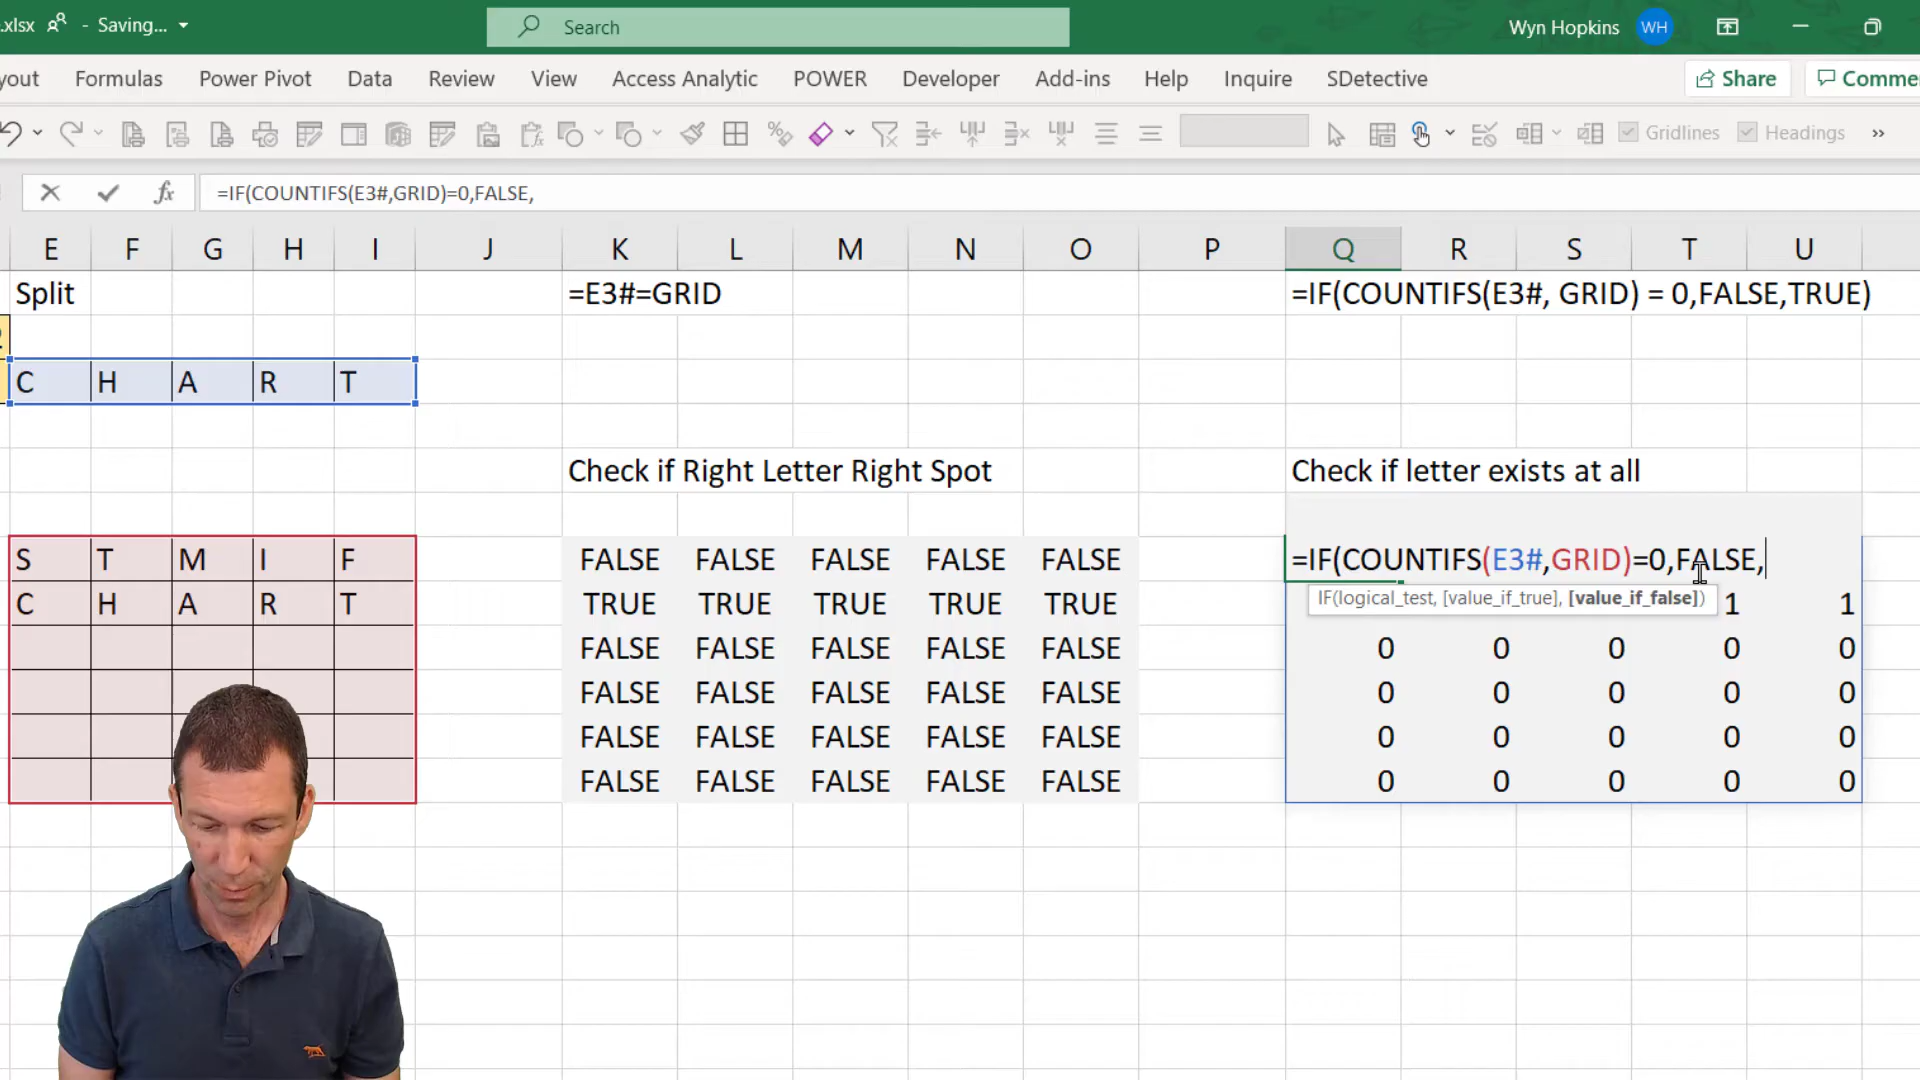 .xlsx - Saving...
Search
Wyn Hopkins WH
yout Formulas Power Pivot Data Review View Access Analytic POWER Developer Add-ins Help Inquire SDetective Share Comme
Gridlines Headings
fx =IF(COUNTIFS(E3#,GRID)=0,FALSE,
E F G H I J K L M N O P Q R S T U
Split =E3#=GRID =IF(COUNTIFS(E3#, GRID) = 0,FALSE,TRUE)
C H A R T
Check if Right Letter Right Spot Check if letter exists at all
S T M I F FALSE FALSE FALSE FALSE FALSE =IF(COUNTIFS(E3#,GRID)=0,FALSE,
IF(logical_test, [value_if_true], [value_if_false])
C H A R T TRUE TRUE TRUE TRUE TRUE 1 1
FALSE FALSE FALSE FALSE FALSE 0 0 0 0 0
FALSE FALSE FALSE FALSE FALSE 0 0 0 0 0
FALSE FALSE FALSE FALSE FALSE 0 0 0 0 0
FALSE FALSE FALSE FALSE FALSE 0 0 0 0 0